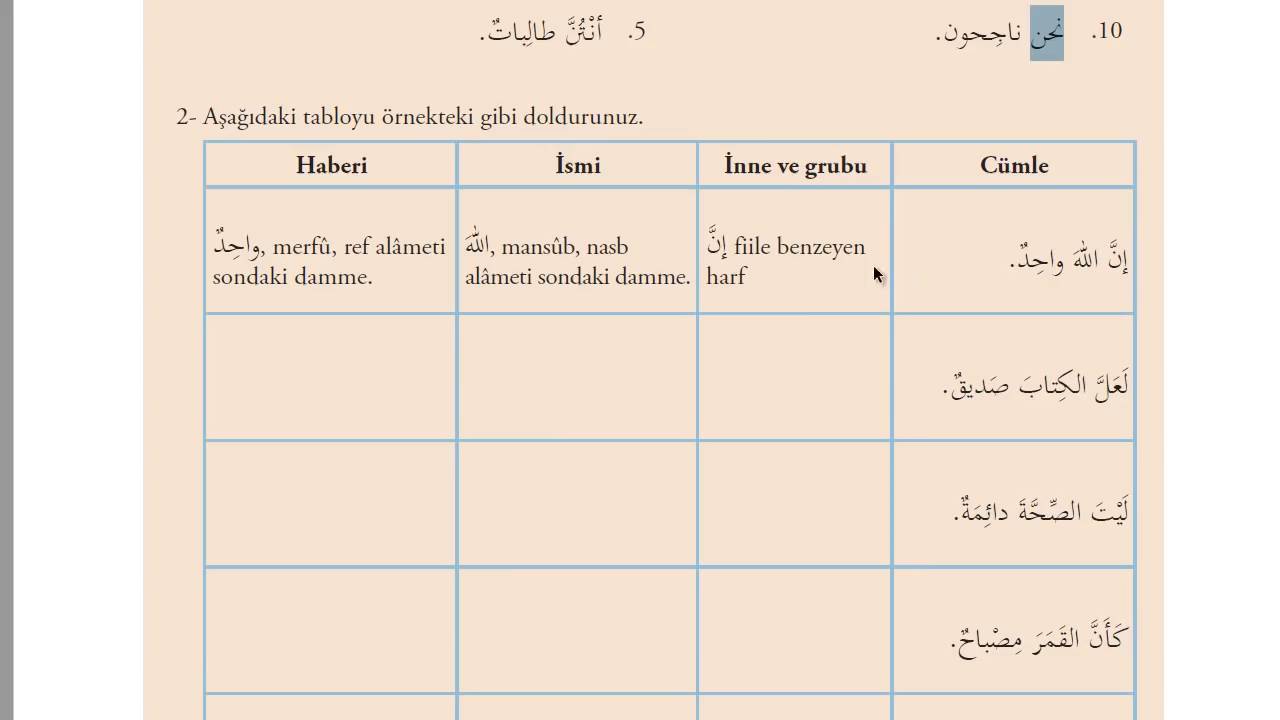 5. أنْتُنَّ طالِباتٌ.
10. نحن ناجِحون.
2- Aşağıdaki tabloyu örnekteki gibi doldurunuz.
Haberi
İsmi
İnne ve grubu
Cümle
واحِدٌ, merfû, ref alâmeti
sondaki damme.
اللهَ, mansûb, nasb
alâmeti sondaki damme.
إنَّ fiile benzeyen
harf
إنَّ اللهَ واحِدٌ.
لَعَلَّ الكِتابَ صَديقٌ.
لَيْتَ الصِّحَّةَ دائِمَةٌ.
كَأَنَّ القَمَرَ مِصْباحٌ.